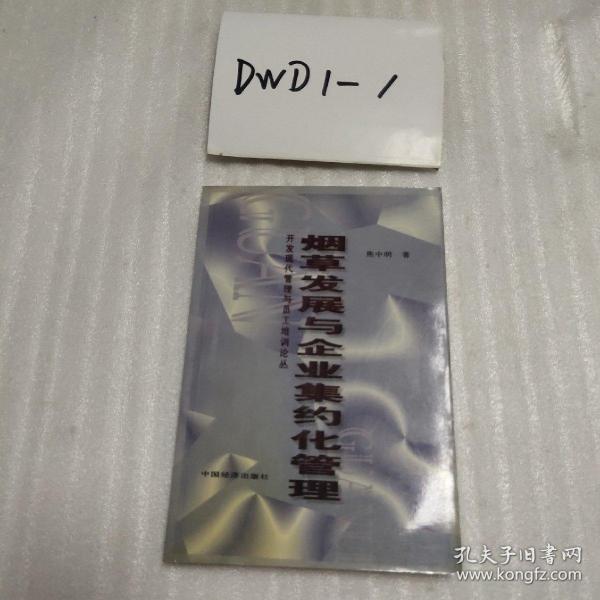 DWD1-1
焦中明 著
烟草发展与企业集约化管理
开发现代管理与员工培训论丛
中国经济出版社
孔夫子旧書网
www.kongfz.com